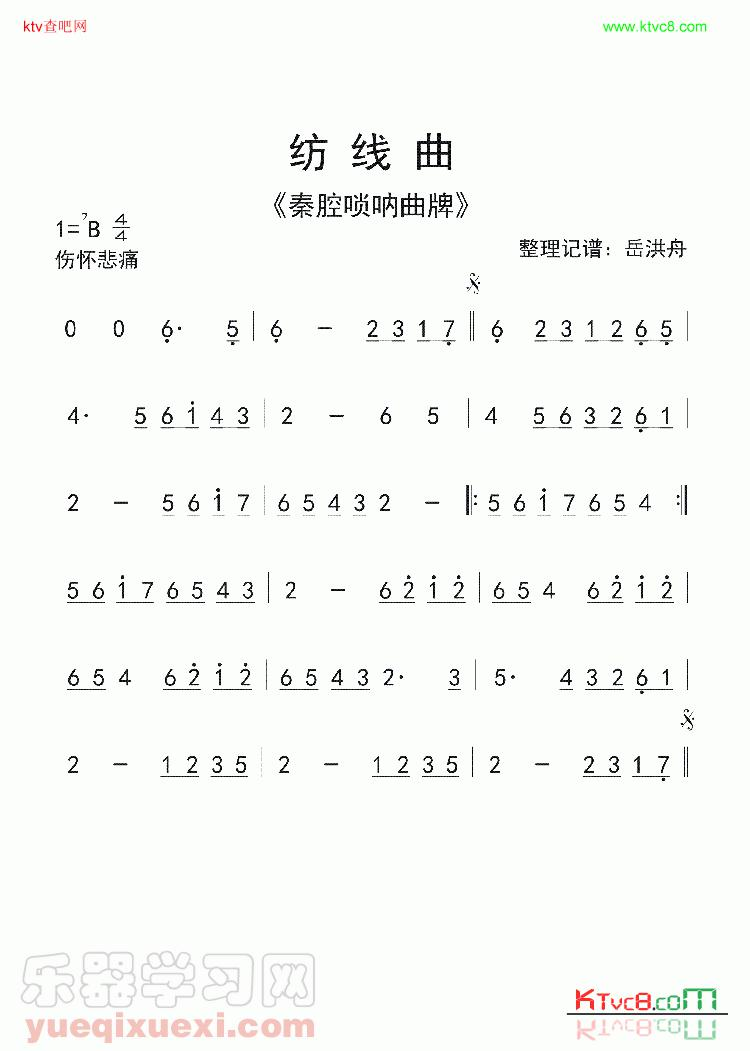 ktv查吧网 www.ktvc8.com
纺线曲
《秦腔唢呐曲牌》
1=♭B 4/4
伤怀悲痛 整理记谱：岳洪舟
0 0 6̣· 5̣ | 6̣ － 2 3 1 7̣ ‖ 6̣ 2 3 1 2 6̣ 5̣ |
4· 5 6 1̇ 4 3 | 2 － 6 5 | 4 5 6 3 2 6̣ 1 |
2 － 5 6 1̇ 7 | 6 5 4 3 2 － ‖: 5 6 1̇ 7 6 5 4 :‖
5 6 1̇ 7 6 5 4 3 | 2 － 6 2̇ 1̇ 2̇ | 6 5 4 6 2̇ 1̇ 2̇ |
6 5 4 6 2̇ 1̇ 2̇ | 6 5 4 3 2· 3 | 5· 4 3 2 6̣ 1 |
2 － 1 2 3 5 | 2 － 1 2 3 5 | 2 － 2 3 1 7̣ ‖
乐器学习网
yueqixuexi.com
KTvc8.com